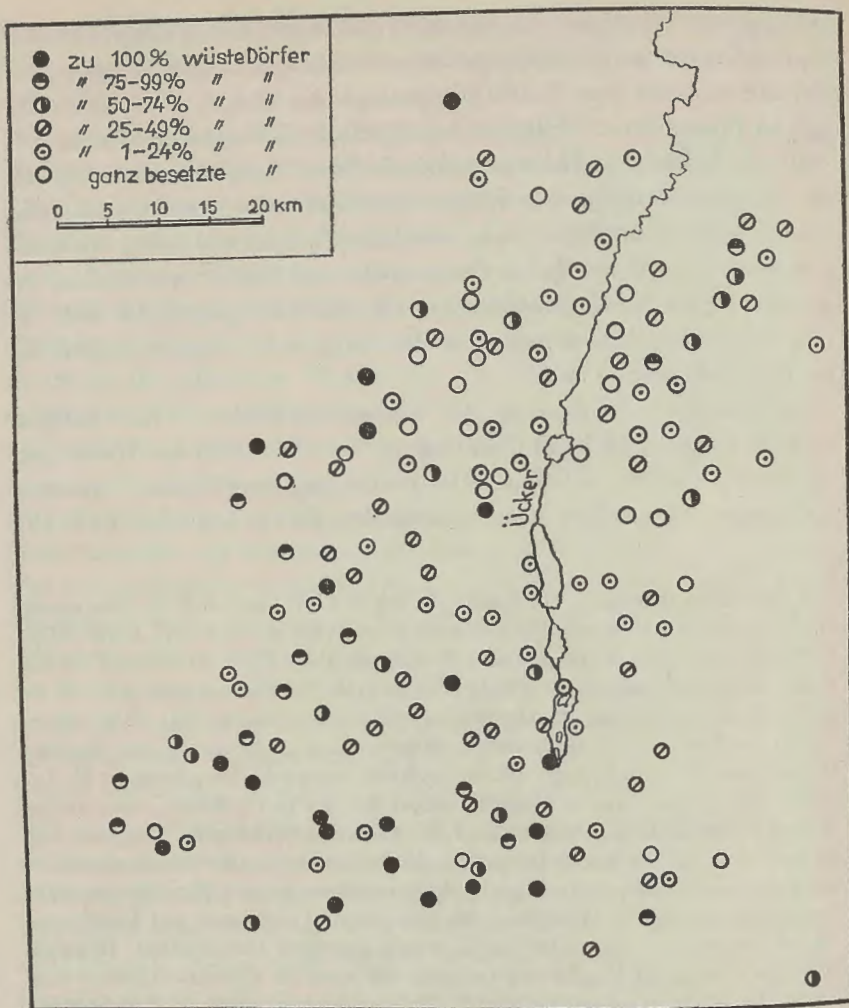 zu 100% wüste Dörfer
" 75-99% " "
" 50-74% " "
" 25-49% " "
" 1-24% " "
ganz besetzte "
0 5 10 15 20 km
Ücker